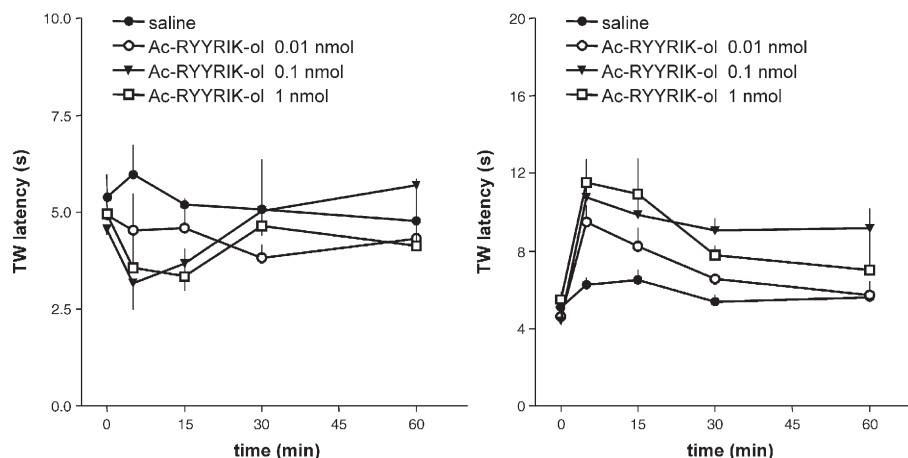 10.0
7.5
5.0
2.5
0.0
TW latency (s)
saline
Ac-RYYRIK-ol 0.01 nmol
Ac-RYYRIK-ol 0.1 nmol
Ac-RYYRIK-ol 1 nmol
0 15 30 45 60
time (min)
20
16
12
8
4
0
TW latency (s)
saline
Ac-RYYRIK-ol 0.01 nmol
Ac-RYYRIK-ol 0.1 nmol
Ac-RYYRIK-ol 1 nmol
0 15 30 45 60
time (min)